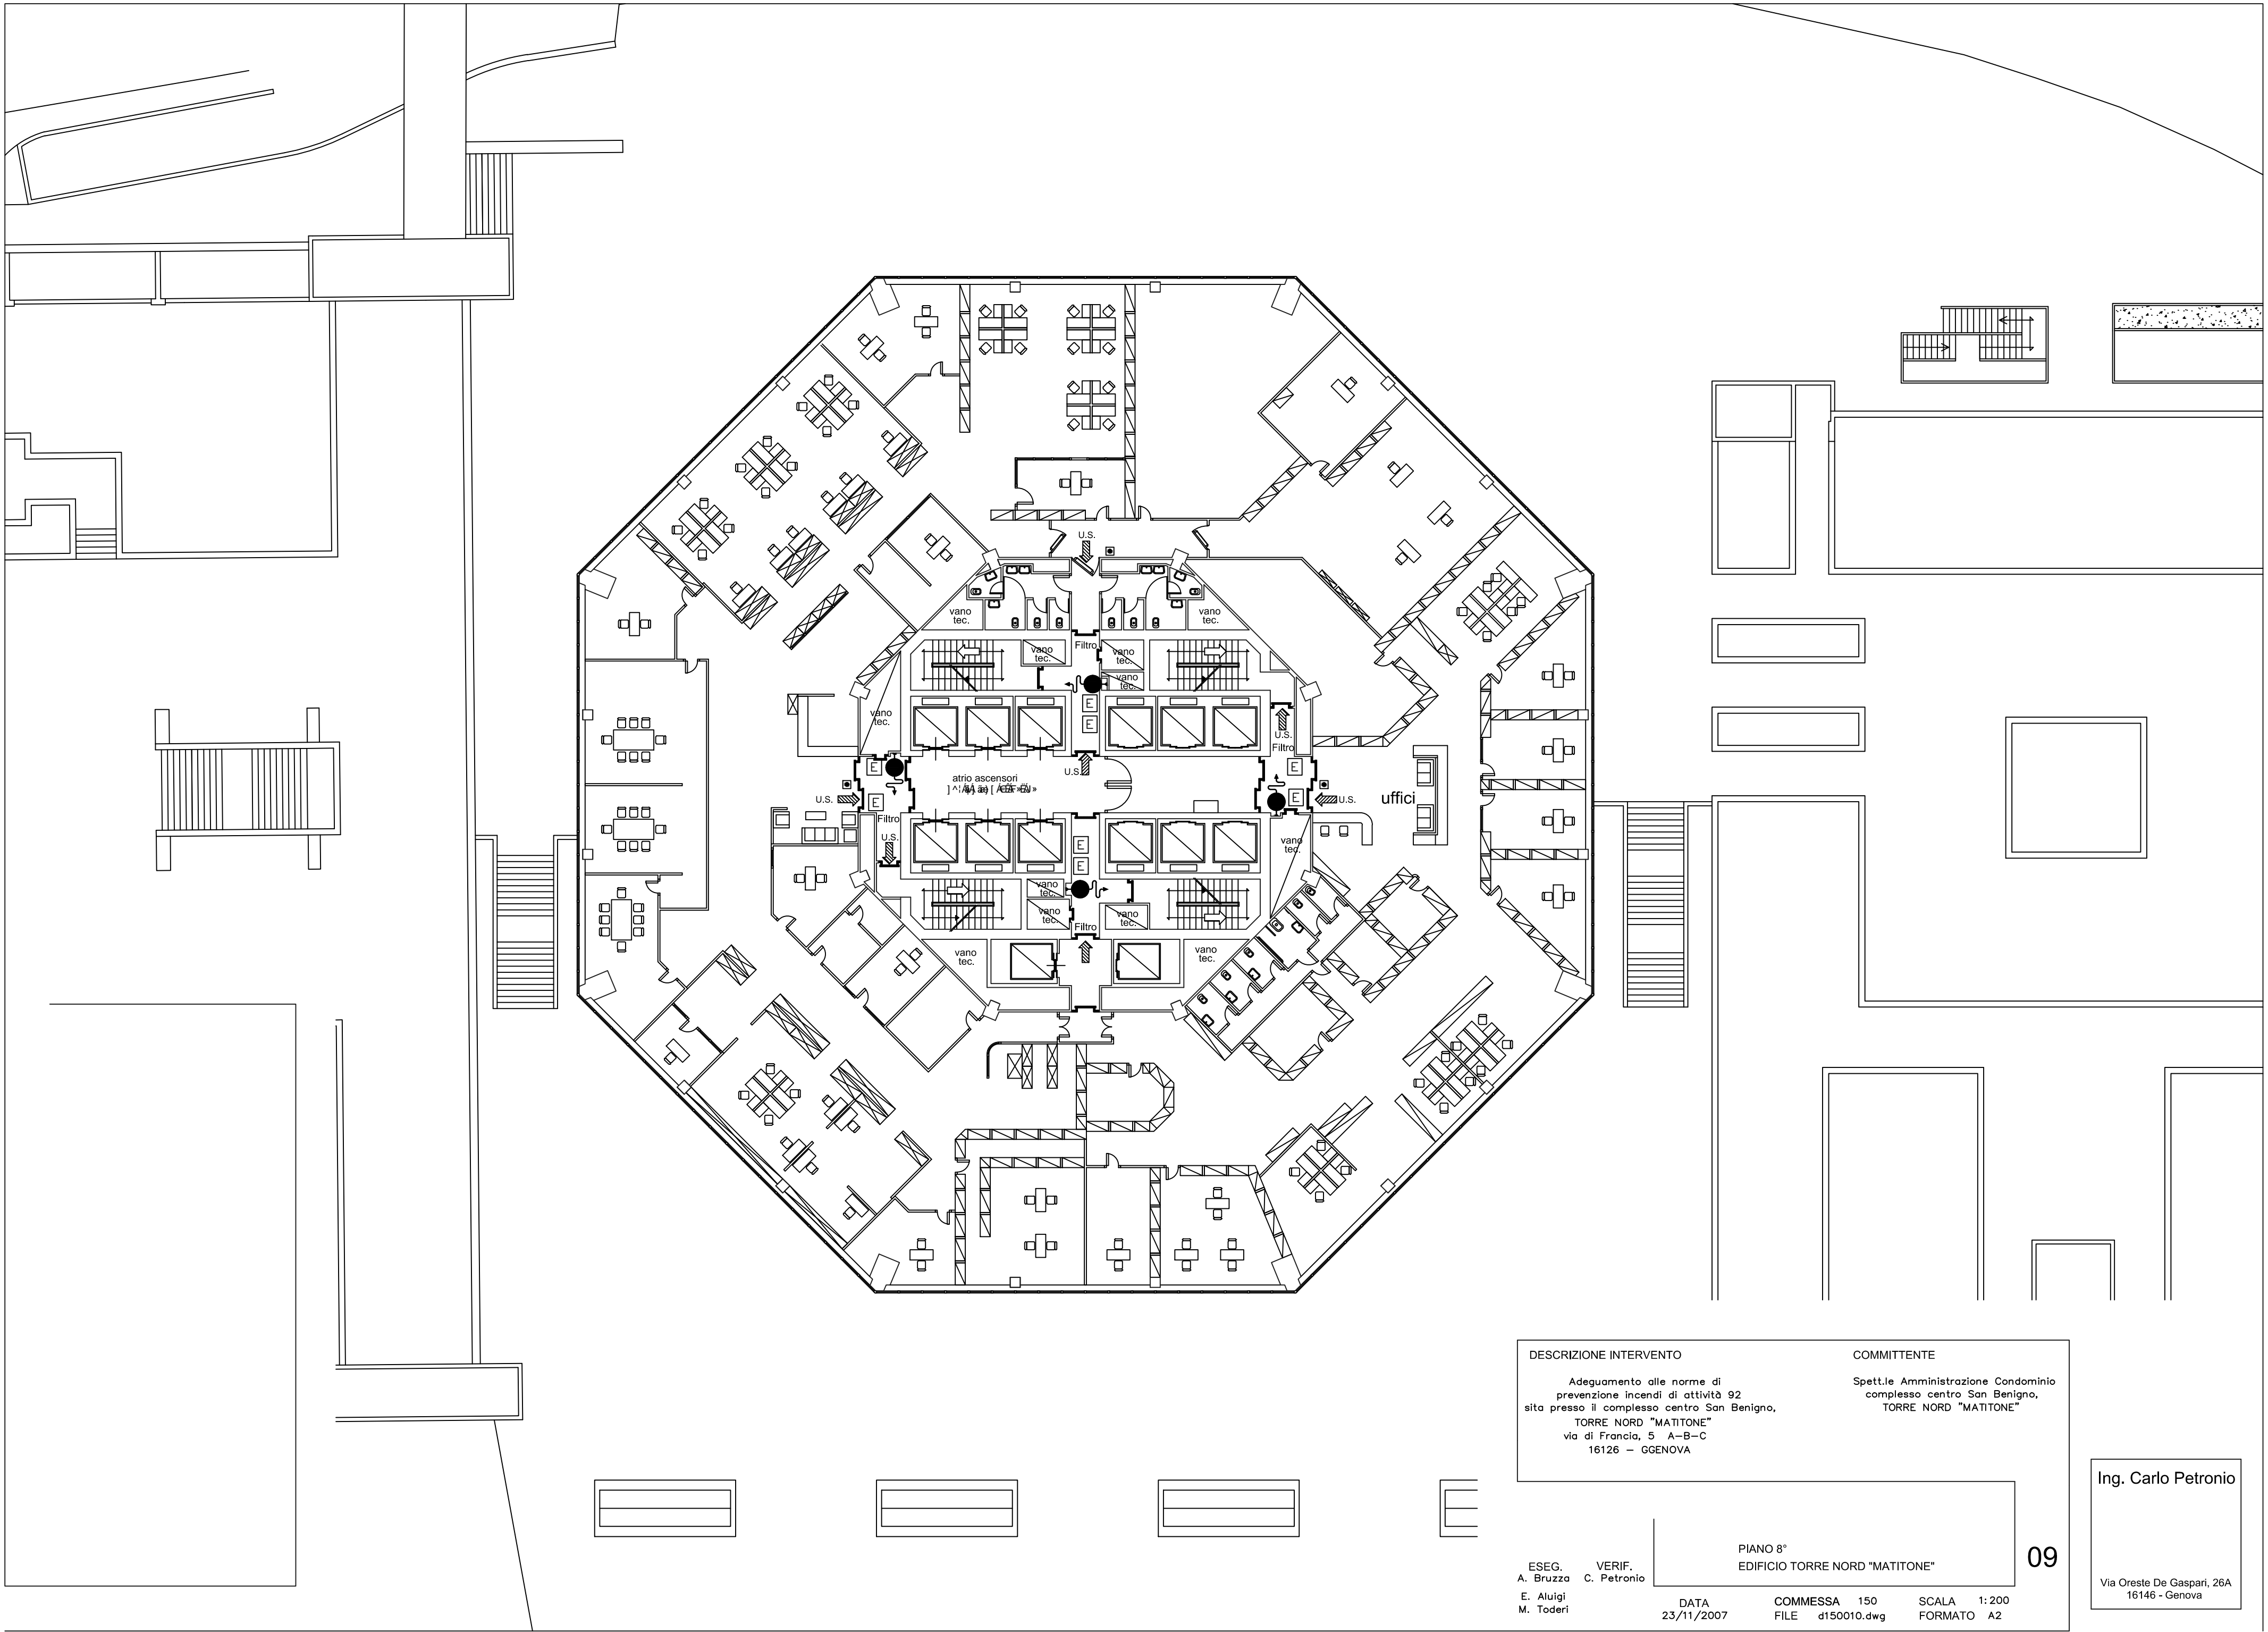 U.S.
vano
tec.
vano
tec.
Filtro
vano
tec.
vano
tec.
vano
tec.
E
E
vano
tec.
U.S.
Filtro
E
E
atrio ascensori
U.S.
E
E
U.S.
U.S.
uffici
Filtro
U.S.
E
E
vano
tec.
vano
tec.
vano
tec.
vano
tec.
Filtro
vano
tec.
vano
tec.
DESCRIZIONE INTERVENTO
Adeguamento alle norme di
prevenzione incendi di attività 92
sita presso il complesso centro San Benigno,
TORRE NORD "MATITONE"
via di Francia, 5 A-B-C
16126 - GGENOVA
COMMITTENTE
Spett.le Amministrazione Condominio
complesso centro San Benigno,
TORRE NORD "MATITONE"
PIANO 8°
EDIFICIO TORRE NORD "MATITONE"
09
ESEG. VERIF.
A. Bruzza C. Petronio
E. Aluigi
M. Toderi
DATA
23/11/2007
COMMESSA 150
FILE d150010.dwg
SCALA 1:200
FORMATO A2
Ing. Carlo Petronio
Via Oreste De Gaspari, 26A
16146 - Genova